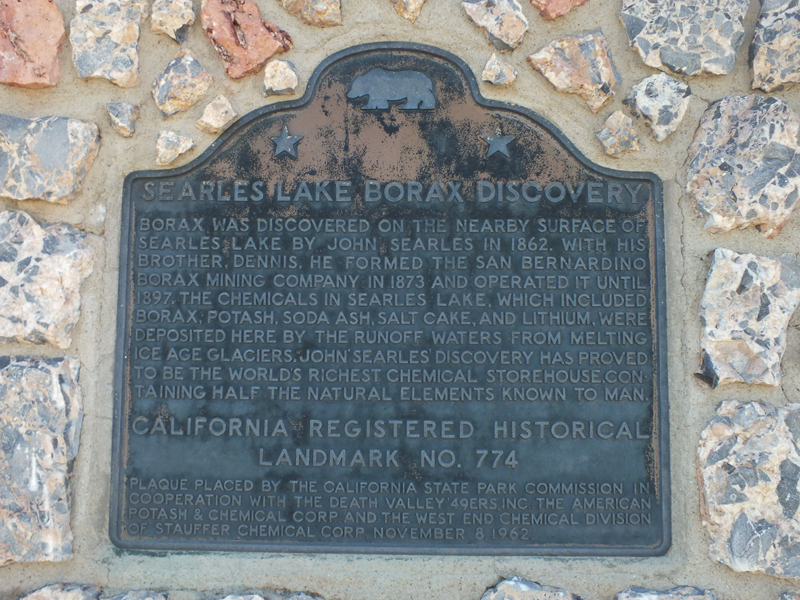 SEARLES LAKE BORAX DISCOVERY
BORAX WAS DISCOVERED ON THE NEARBY SURFACE OF
SEARLES LAKE BY JOHN SEARLES IN 1862. WITH HIS
BROTHER, DENNIS, HE FORMED THE SAN BERNARDINO
BORAX MINING COMPANY IN 1873 AND OPERATED IT UNTIL
1897. THE CHEMICALS IN SEARLES LAKE, WHICH INCLUDED
BORAX, POTASH, SODA ASH, SALT CAKE, AND LITHIUM, WERE
DEPOSITED HERE BY THE RUNOFF WATERS FROM MELTING
ICE AGE GLACIERS. JOHN SEARLES' DISCOVERY HAS PROVED
TO BE THE WORLD'S RICHEST CHEMICAL STOREHOUSE, CON-
TAINING HALF THE NATURAL ELEMENTS KNOWN TO MAN.
CALIFORNIA REGISTERED HISTORICAL
LANDMARK NO. 774
PLAQUE PLACED BY THE CALIFORNIA STATE PARK COMMISSION IN
COOPERATION WITH THE DEATH VALLEY '49ERS, INC. THE AMERICAN
POTASH & CHEMICAL CORP. AND THE WEST END CHEMICAL DIVISION
OF STAUFFER CHEMICAL CORP. NOVEMBER 8, 1962.